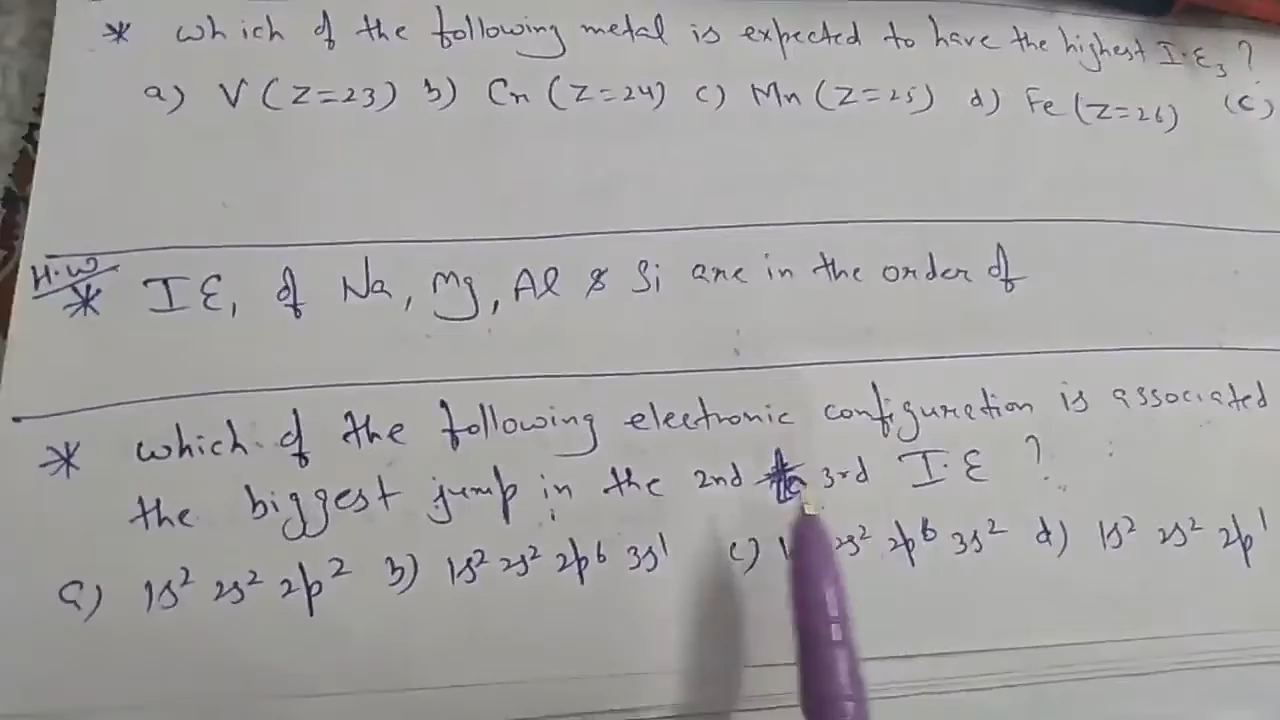 * Which of the following metal is expected to have the highest I.E₃ ?
a) V (Z=23) b) Cr (Z=24) c) Mn (Z=25) d) Fe (Z=26) (c)
H.W
* IE₁ of Na, Mg, Al & Si are in the order of
* which of the following electronic configuration is associated
the biggest jump in the 2nd to 3rd I.E ?
a) 1s² 2s² 2p² b) 1s² 2s² 2p⁶ 3s¹ c) 2s² 2p⁶ 3s² d) 1s² 2s² 2p¹